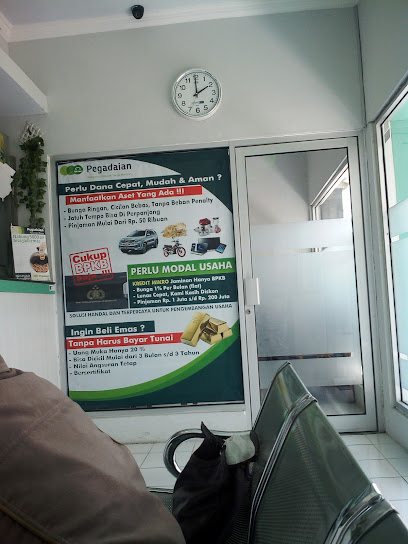 Pegadaian
Perlu Dana Cepat, Mudah & Aman ?
Manfaatkan Aset Yang Ada !!!
- Bunga Ringan, Cicilan Bebas, Tanpa Beban Penalty
- Jatuh Tempo Bisa Di Perpanjang
- Pinjaman Mulai Dari Rp. 50 Ribuan
Cukup
BPKB
PERLU MODAL USAHA
KREDIT MIKRO Jaminan Hanya BPKB
- Bunga 1% Per Bulan (flat)
- Lunas Cepat, Kami Kasih Diskon
- Pinjaman Rp. 1 Juta s/d Rp. 200 Juta
SOLUSI HANDAL DAN TERPERCAYA UNTUK PENGEMBANGAN USAHA
Ingin Beli Emas ?
Tanpa Harus Bayar Tunai
- Uang Muka Hanya 20 %
- Bisa Dicicil Mulai dari 3 Bulan s/d 3 Tahun
- Nilai Angsuran Tetap
- Bersertifikat